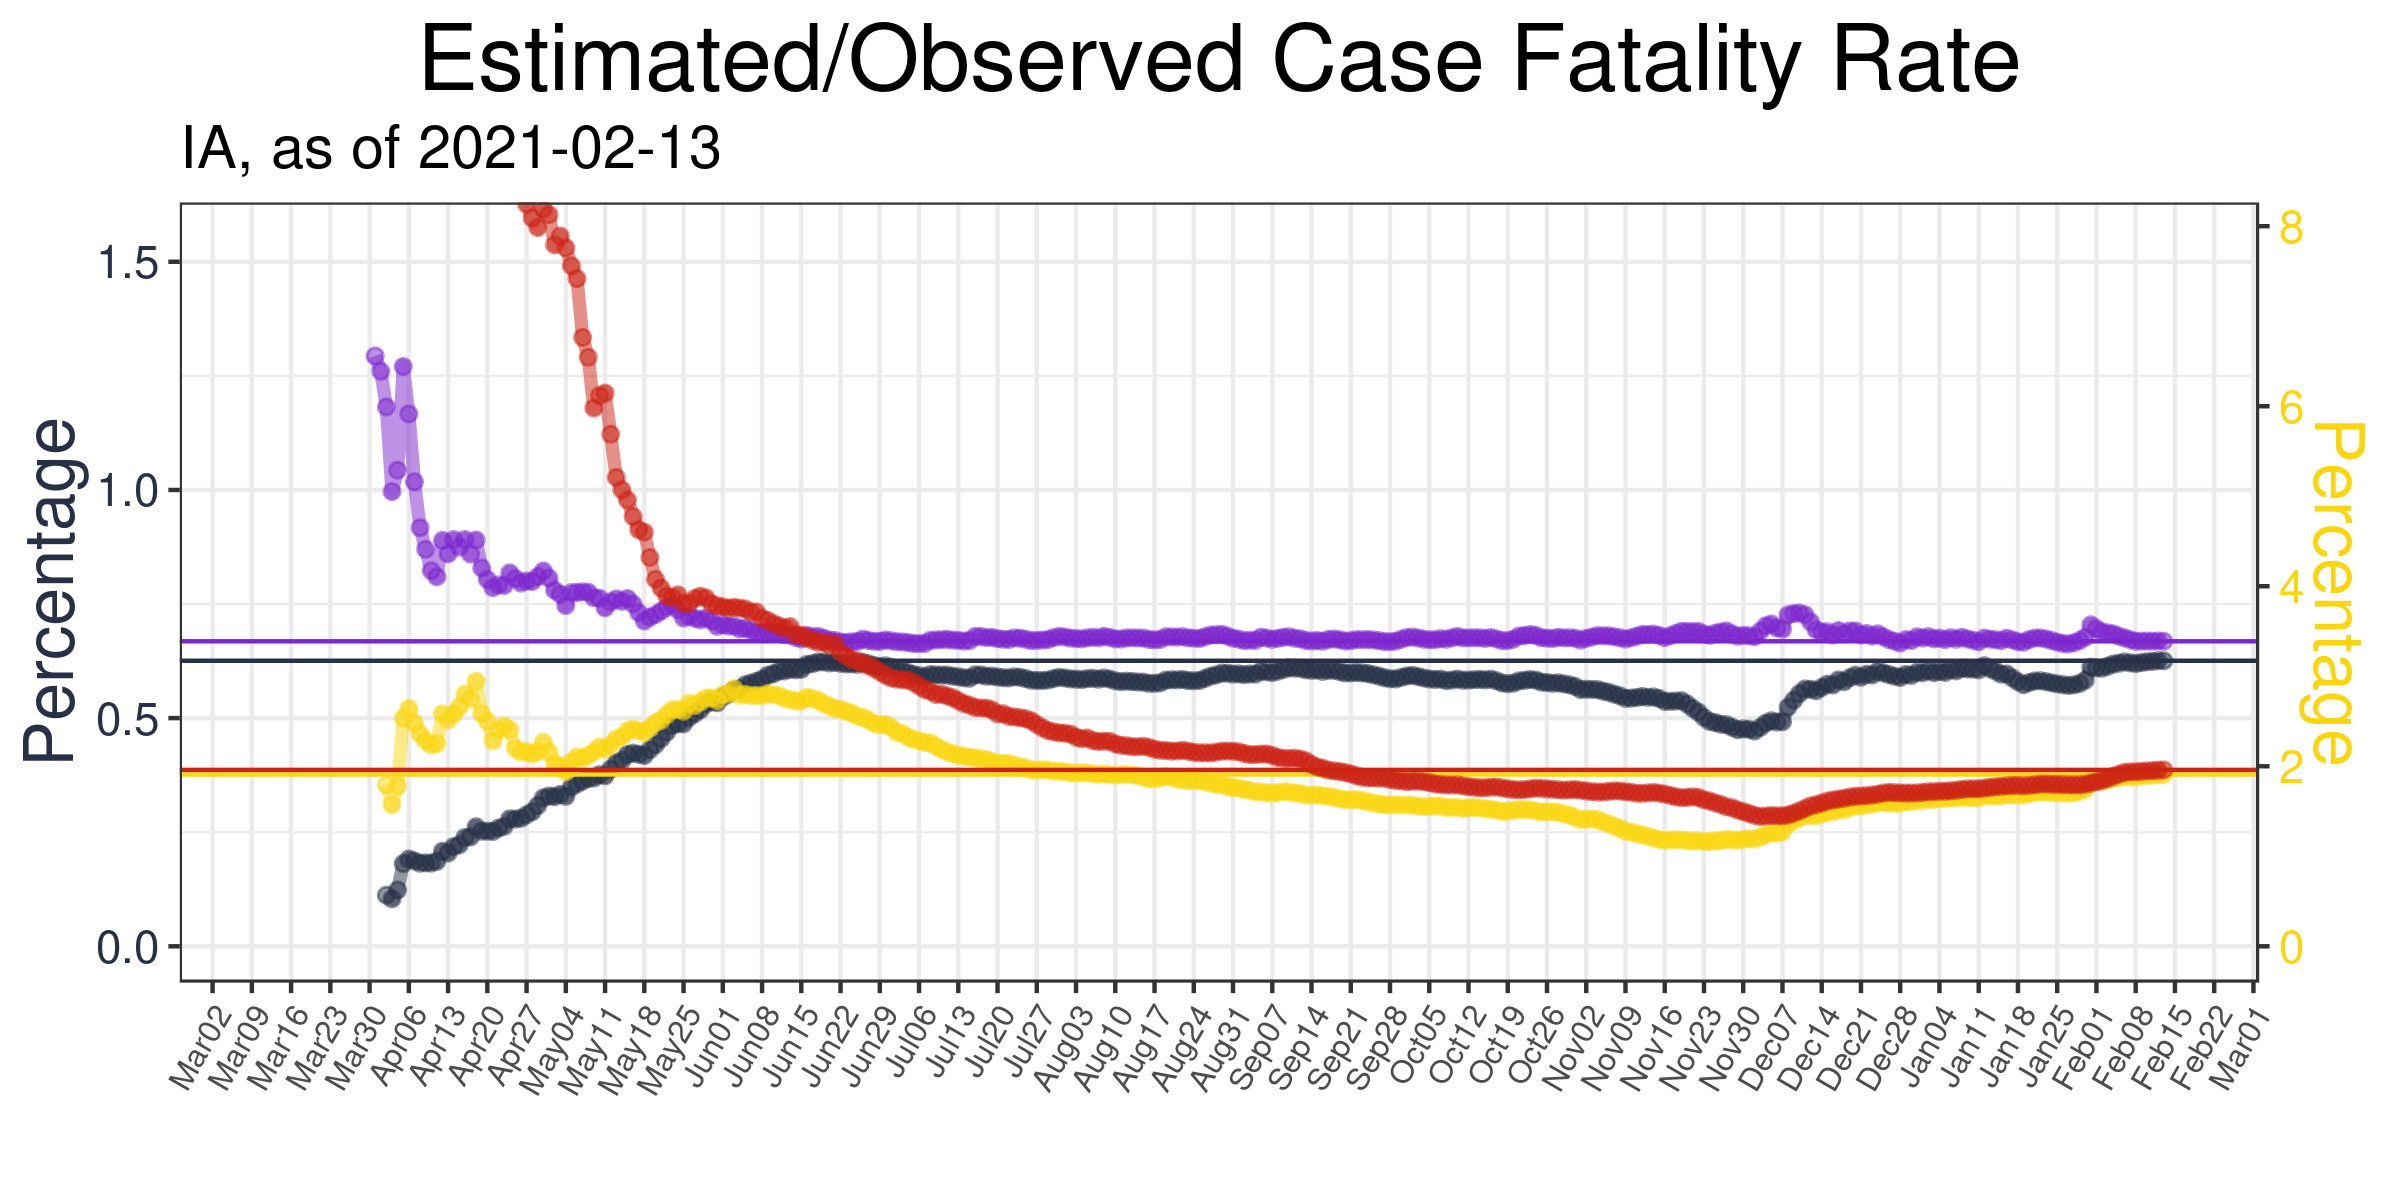 Estimated/Observed Case Fatality Rate
IA, as of 2021-02-13
Percentage
1.5
1.0
0.5
0.0
8
6
4
2
0
Percentage
Mar02
Mar09
Mar16
Mar23
Mar30
Apr06
Apr13
Apr20
Apr27
May04
May11
May18
May25
Jun01
Jun08
Jun15
Jun22
Jun29
Jul06
Jul13
Jul20
Jul27
Aug03
Aug10
Aug17
Aug24
Aug31
Sep07
Sep14
Sep21
Sep28
Oct05
Oct12
Oct19
Oct26
Nov02
Nov09
Nov16
Nov23
Nov30
Dec07
Dec14
Dec21
Dec28
Jan04
Jan11
Jan18
Jan25
Feb01
Feb08
Feb15
Feb22
Mar01